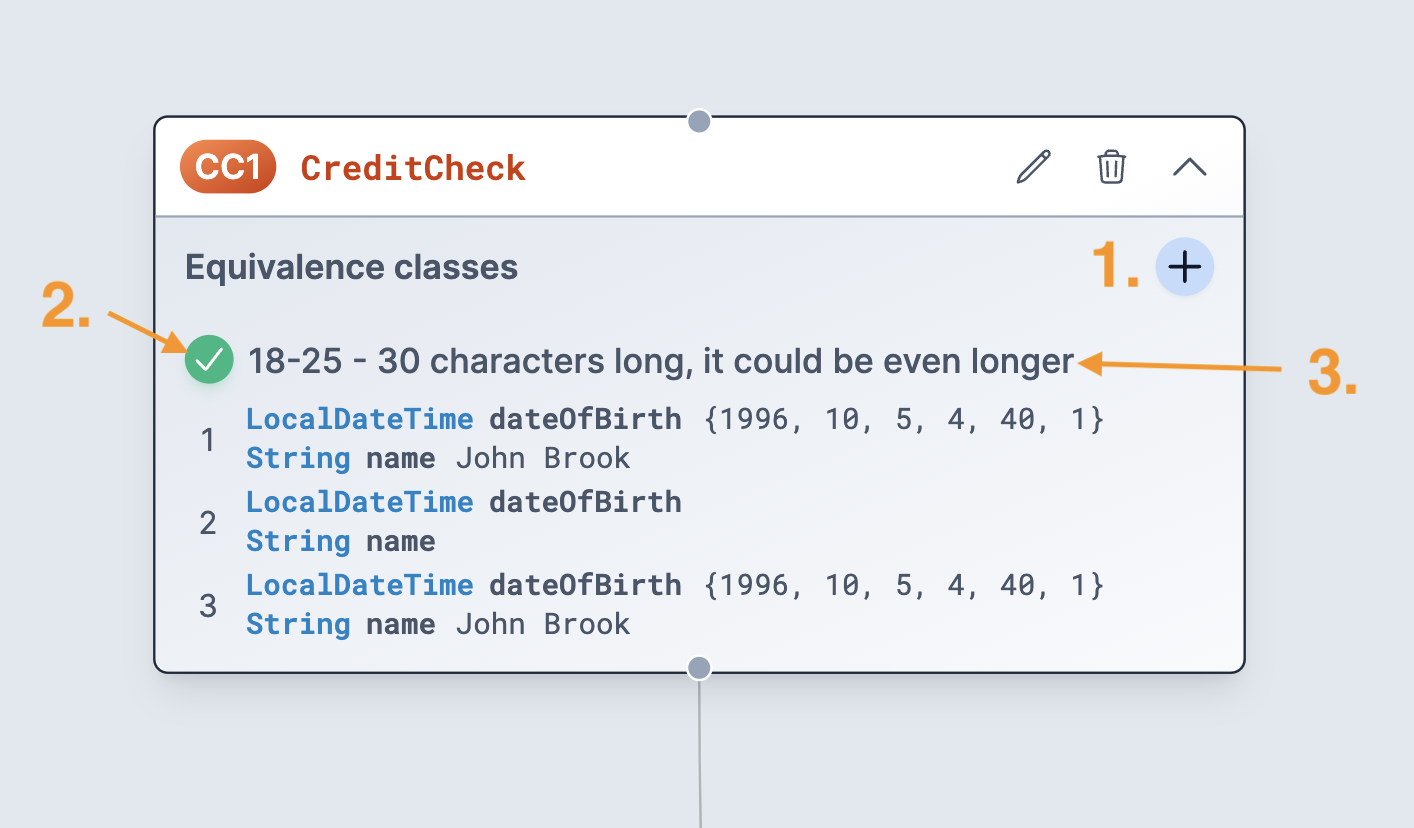 CC1 CreditCheck
Equivalence classes 1.
2.
18-25 - 30 characters long, it could be even longer 3.
1
LocalDateTime dateOfBirth {1996, 10, 5, 4, 40, 1}
String name John Brook
2
LocalDateTime dateOfBirth
String name
3
LocalDateTime dateOfBirth {1996, 10, 5, 4, 40, 1}
String name John Brook